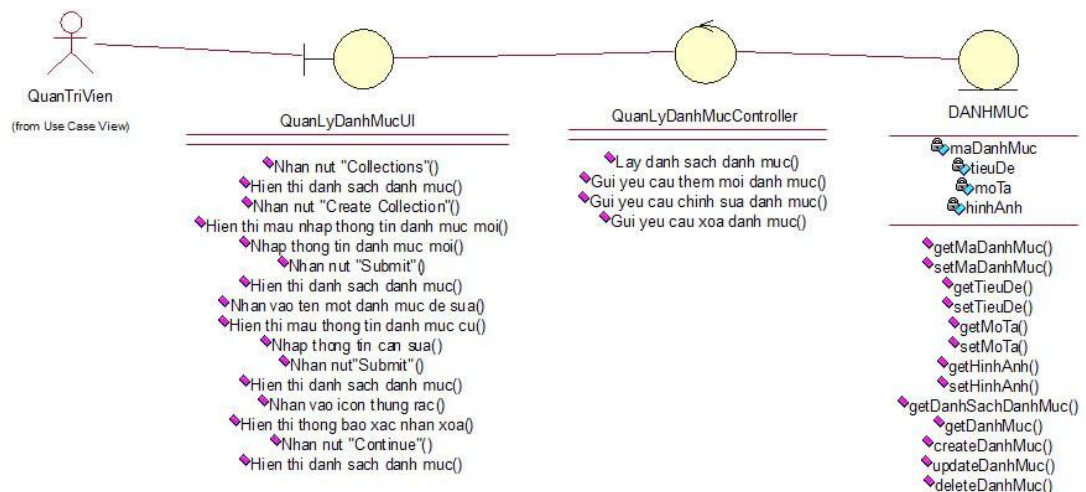 QuanTriVien
(from Use Case View)
QuanLyDanhMucUI
Nhan nut "Collections"()
Hien thi danh sach danh muc()
Nhan nut "Create Collection"()
Hien thi mau nhap thong tin danh muc moi()
Nhap thong tin danh muc moi()
Nhan nut "Submit"()
Hien thi danh sach danh muc()
Nhan vao ten mot danh muc de sua()
Hien thi mau thong tin danh muc cu()
Nhap thong tin can sua()
Nhan nut"Submit"()
Hien thi danh sach danh muc()
Nhan vao icon thung rac()
Hien thi thong bao xac nhan xoa()
Nhan nut "Continue"()
Hien thi danh sach danh muc()
QuanLyDanhMucController
Lay danh sach danh muc()
Gui yeu cau them moi danh muc()
Gui yeu cau chinh sua danh muc()
Gui yeu cau xoa danh muc()
DANHMUC
maDanhMuc
tieuDe
moTa
hinhAnh
getMaDanhMuc()
setMaDanhMuc()
getTieuDe()
setTieuDe()
getMoTa()
setMoTa()
getHinhAnh()
setHinhAnh()
getDanhSachDanhMuc()
getDanhMuc()
createDanhMuc()
updateDanhMuc()
deleteDanhMuc()